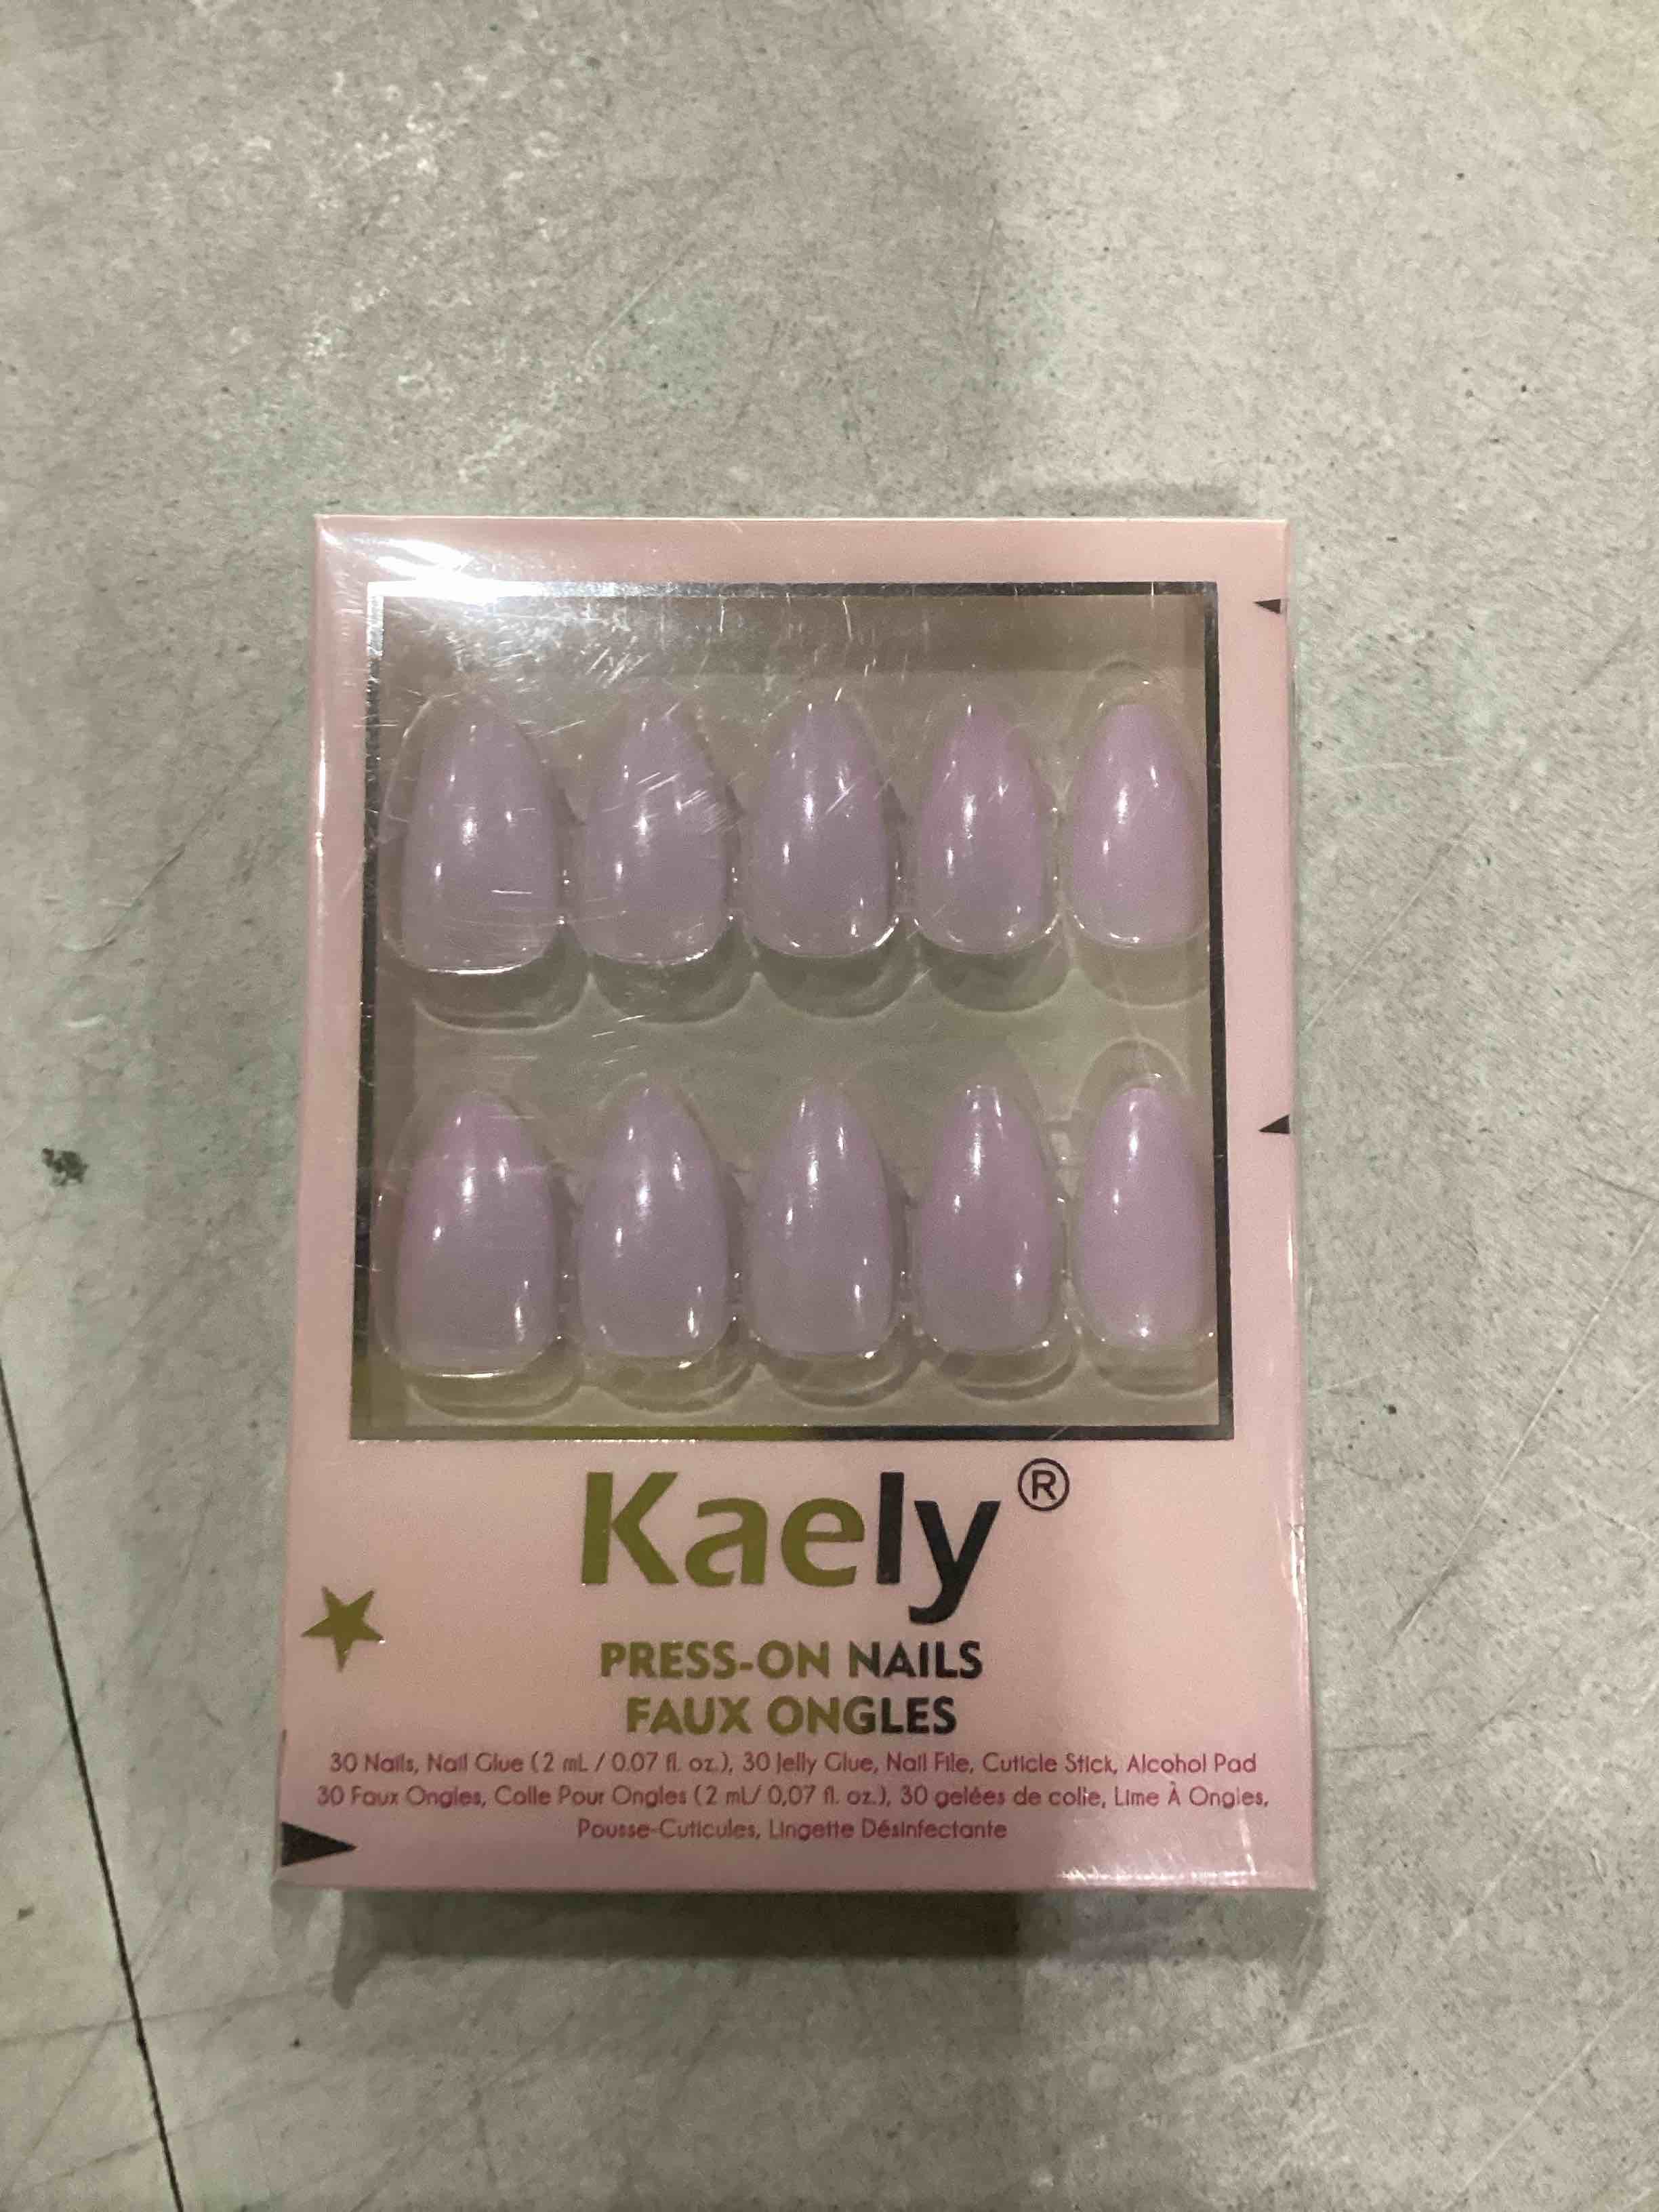 Kaely®
PRESS-ON NAILS
FAUX ONGLES
30 Nails, Nail Glue (2 mL / 0.07 fl. oz.), 30 Jelly Glue, Nail File, Cuticle Stick, Alcohol Pad
30 Faux Ongles, Colle Pour Ongles (2 mL/ 0,07 fl. oz.), 30 gelées de colle, Lime À Ongles,
Pousse-Cuticules, Lingette Désinfectante